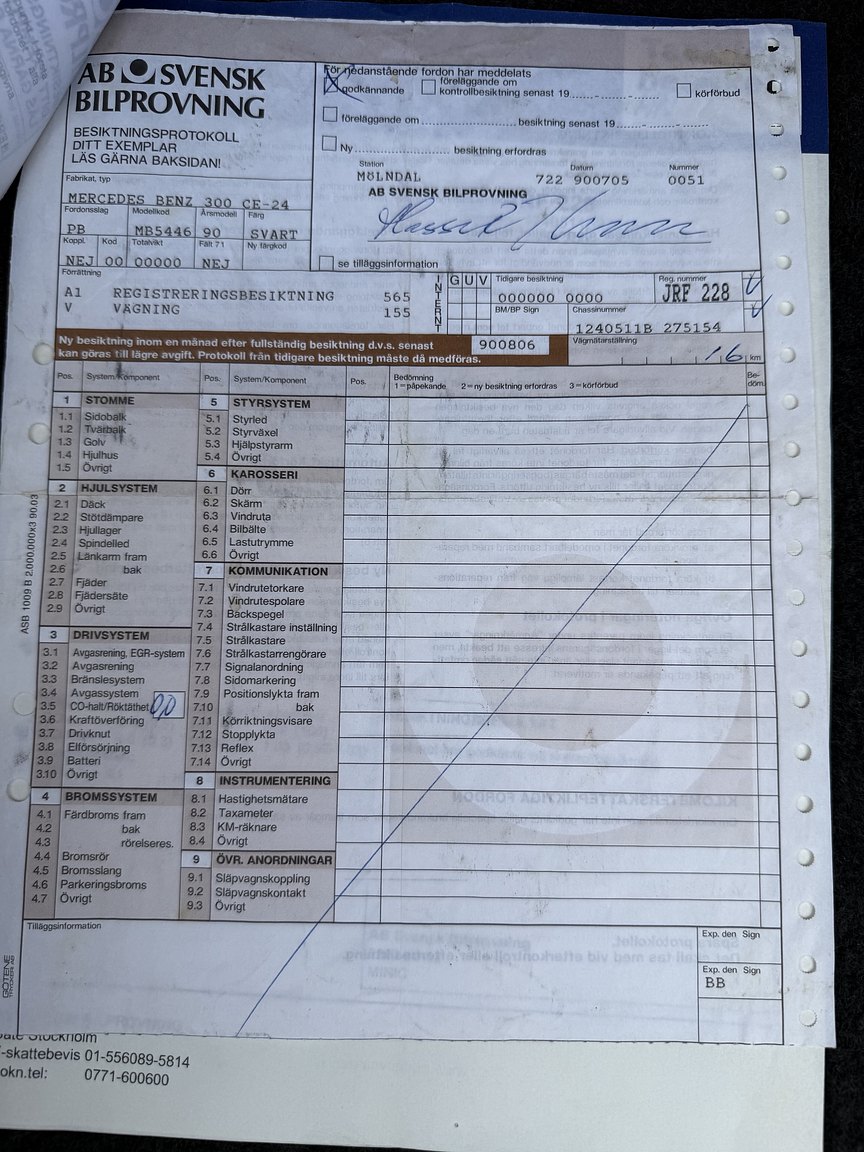 AB SVENSK
BILPROVNING
BESIKTNINGSPROTOKOLL
DITT EXEMPLAR
LÄS GÄRNA BAKSIDAN!
För nedanstående fordon har meddelats
godkännande
föreläggande om
kontrollbesiktning senast 19
körförbud
föreläggande om
besiktning senast 19
Ny
besiktning erfordras
Station
Datum
Nummer
MöLNDAL
722 900705
0051
AB SVENSK BILPROVNING
se tilläggsinformation
Fabrikat, typ
MERCEDES BENZ 300 CE-24
Fordonsslag
Modellkod
Årsmodell
Färg
PB
MB5446
90
SVART
Koppl.
Kod
Totalvikt
Fält 71
Ny färgkod
NEJ
00
00000
NEJ
Förrättning
A1 REGISTRERINGSBESIKTNING 565
V VÄGNING 155
INTERNT
G U V
Tidigare besiktning
000000 0000
Reg. nummer
JRF 228
BM/BP Sign
Chassinummer
1240511B 275154
Ny besiktning inom en månad efter fullständig besiktning d.v.s. senast
kan göras till lägre avgift. Protokoll från tidigare besiktning måste då medföras.
900806
Vägmätarställning
16 km
Pos. System/Komponent
Pos. System/Komponent
Pos.
Bedömning
1 = påpekande 2 = ny besiktning erfordras 3 = körförbud
Be-
döm.
1 STOMME
1.1 Sidobalk
1.2 Tvärbalk
1.3 Golv
1.4 Hjulhus
1.5 Övrigt
2 HJULSYSTEM
2.1 Däck
2.2 Stötdämpare
2.3 Hjullager
2.4 Spindelled
2.5 Länkarm fram
2.6 bak
2.7 Fjäder
2.8 Fjädersäte
2.9 Övrigt
3 DRIVSYSTEM
3.1 Avgasrening, EGR-system
3.2 Avgasrening
3.3 Bränslesystem
3.4 Avgassystem
3.5 CO-halt/Röktäthet 0,0
3.6 Kraftöverföring
3.7 Drivknut
3.8 Elförsörjning
3.9 Batteri
3.10 Övrigt
4 BROMSSYSTEM
4.1 Färdbroms fram
4.2 bak
4.3 rörelseres.
4.4 Bromsrör
4.5 Bromsslang
4.6 Parkeringsbroms
4.7 Övrigt
5 STYRSYSTEM
5.1 Styrled
5.2 Styrväxel
5.3 Hjälpstyrarm
5.4 Övrigt
6 KAROSSERI
6.1 Dörr
6.2 Skärm
6.3 Vindruta
6.4 Bilbälte
6.5 Lastutrymme
6.6 Övrigt
7 KOMMUNIKATION
7.1 Vindrutetorkare
7.2 Vindrutespolare
7.3 Backspegel
7.4 Strålkastare inställning
7.5 Strålkastare
7.6 Strålkastarrengörare
7.7 Signalanordning
7.8 Sidomarkering
7.9 Positionslykta fram
7.10 bak
7.11 Körriktningsvisare
7.12 Stopplykta
7.13 Reflex
7.14 Övrigt
8 INSTRUMENTERING
8.1 Hastighetsmätare
8.2 Taxameter
8.3 KM-räknare
8.4 Övrigt
9 ÖVR. ANORDNINGAR
9.1 Släpvagnskoppling
9.2 Släpvagnskontakt
9.3 Övrigt
ASB 1009 B 2.000.000x3 90.03
Tilläggsinformation
Exp. den Sign
Exp. den Sign
BB
GÖTENE
TRYCKERI AB
Stockholm
-skattebevis 01-556089-5814
okn.tel: 0771-600600